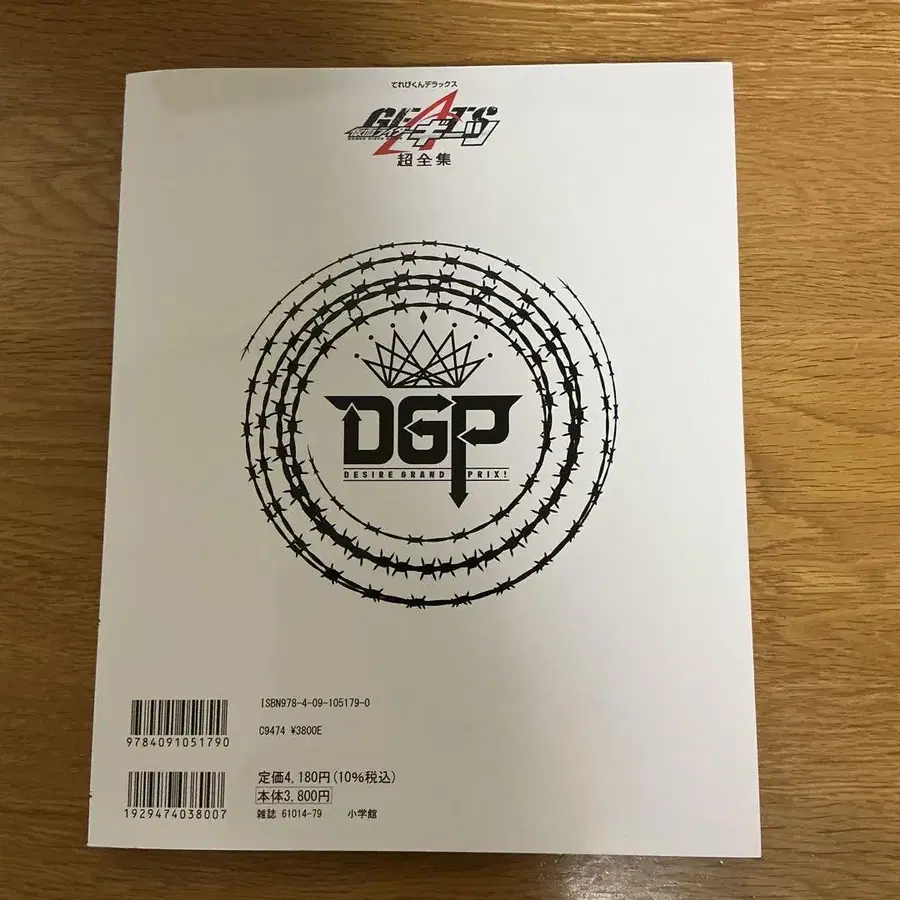 てれびくんデラックス
GEATS
仮面ライダーギーツ
超全集
DGP
DESIRE GRAND PRIX!
ISBN978-4-09-105179-0
C9474 ¥3800E
9784091051790
定価4,180円(10%税込)
本体3,800円
1929474038007
雑誌 61014-79 小学館